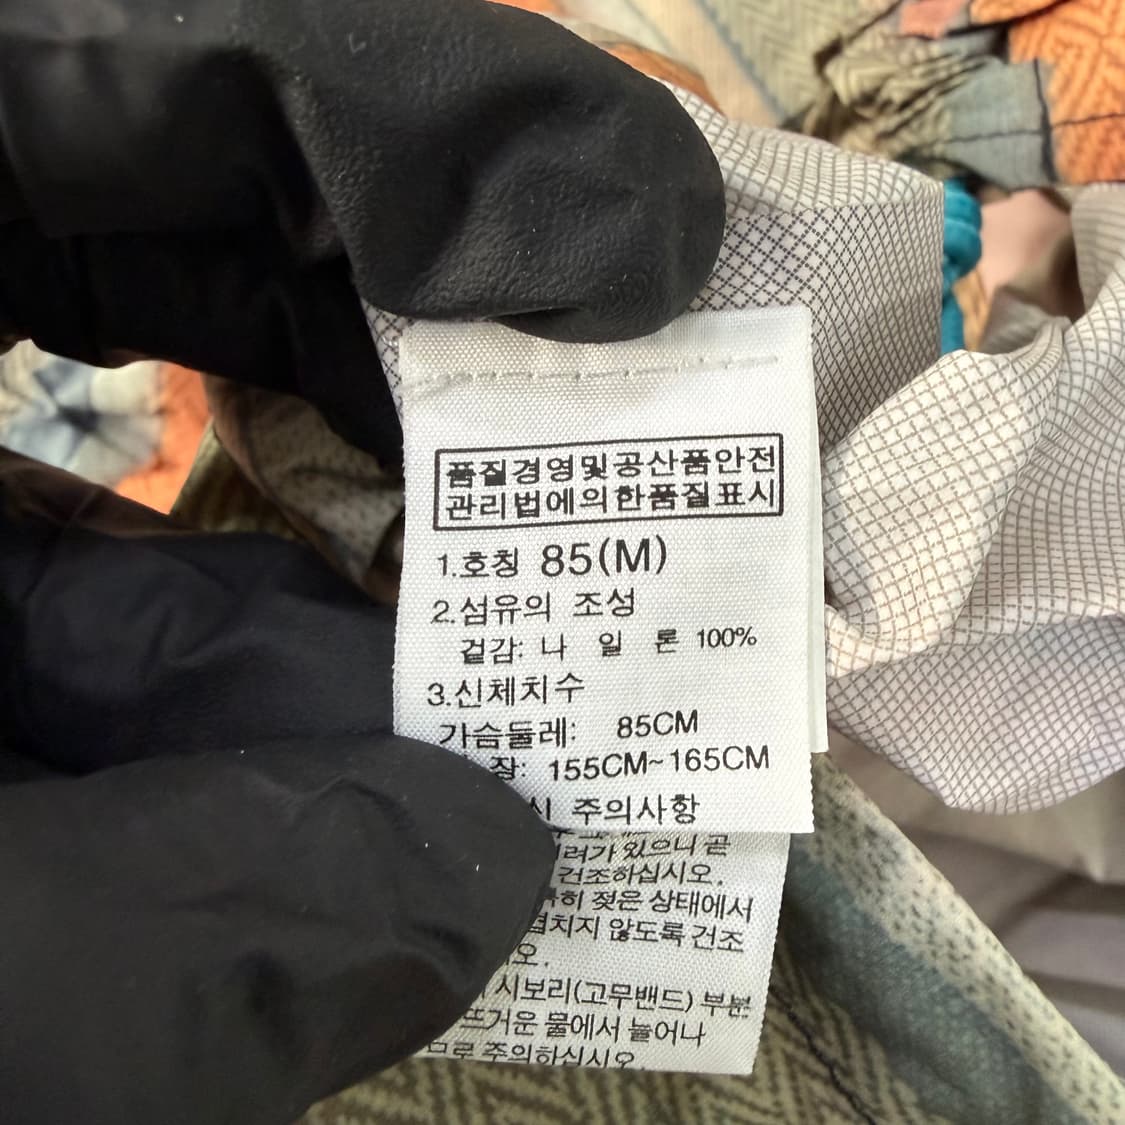 품질경영및공산품안전
관리법에의한품질표시
1.호칭 85(M)
2.섬유의 조성
겉감: 나 일 론 100%
3.신체치수
가슴둘레: 85CM
장: 155CM~165CM
시 주의사항
있으니 곧
건조하십시오.
젖은 상태에서
않도록 건조
시보리(고무밴드) 부분
뜨거운 물에서 늘어나
므로 주의하십시오.